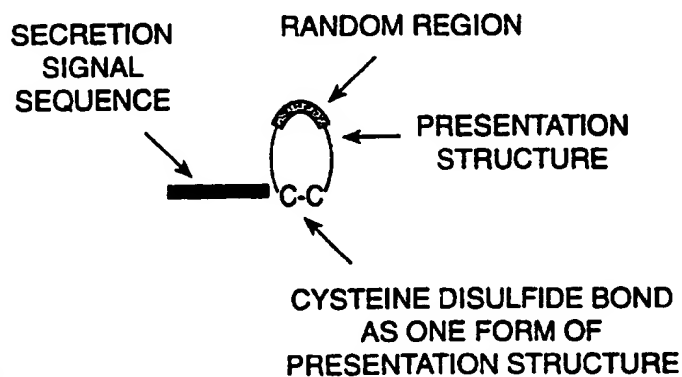 SECRETION
SIGNAL
SEQUENCE
RANDOM REGION
PRESENTATION
STRUCTURE
C-C
CYSTEINE DISULFIDE BOND
AS ONE FORM OF
PRESENTATION STRUCTURE